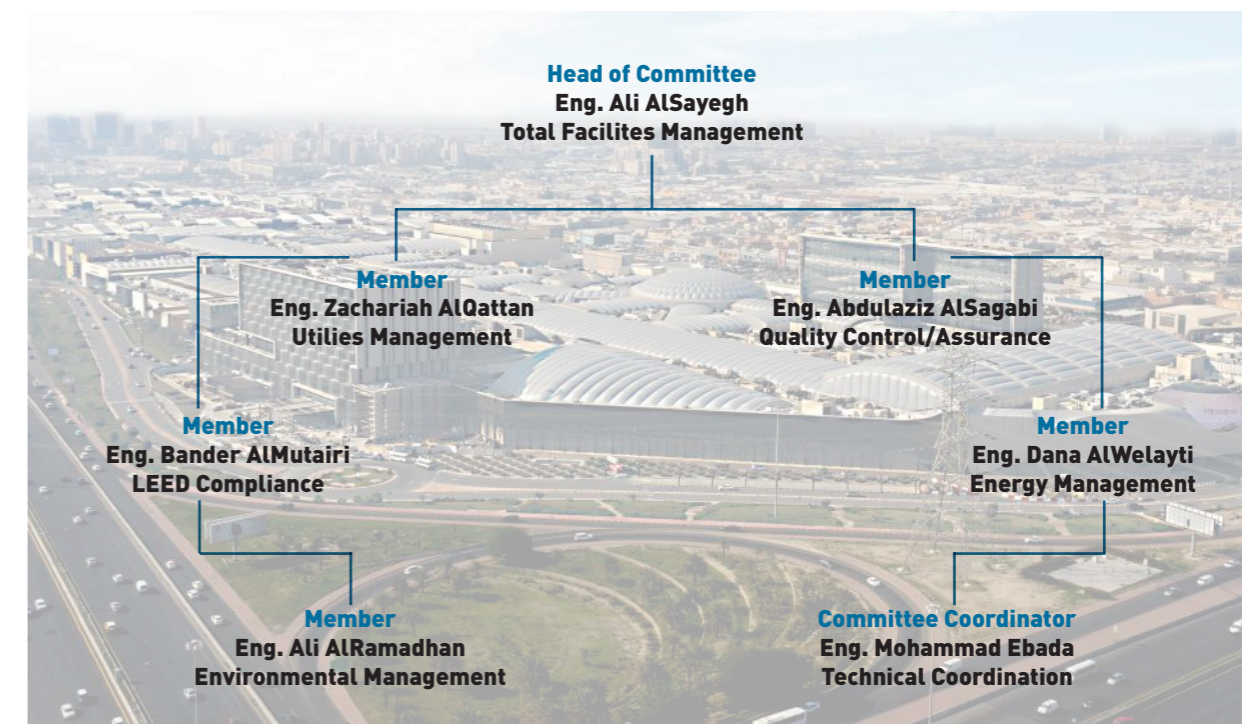 Head of Committee
Eng. Ali AlSayegh
Total Facilites Management
Member
Eng. Zachariah AlQattan
Utilies Management
Member
Eng. Abdulaziz AlSagabi
Quality Control/Assurance
Member
Eng. Bander AlMutairi
LEED Compliance
Member
Eng. Dana AlWelayti
Energy Management
Member
Eng. Ali AlRamadhan
Environmental Management
Committee Coordinator
Eng. Mohammad Ebada
Technical Coordination